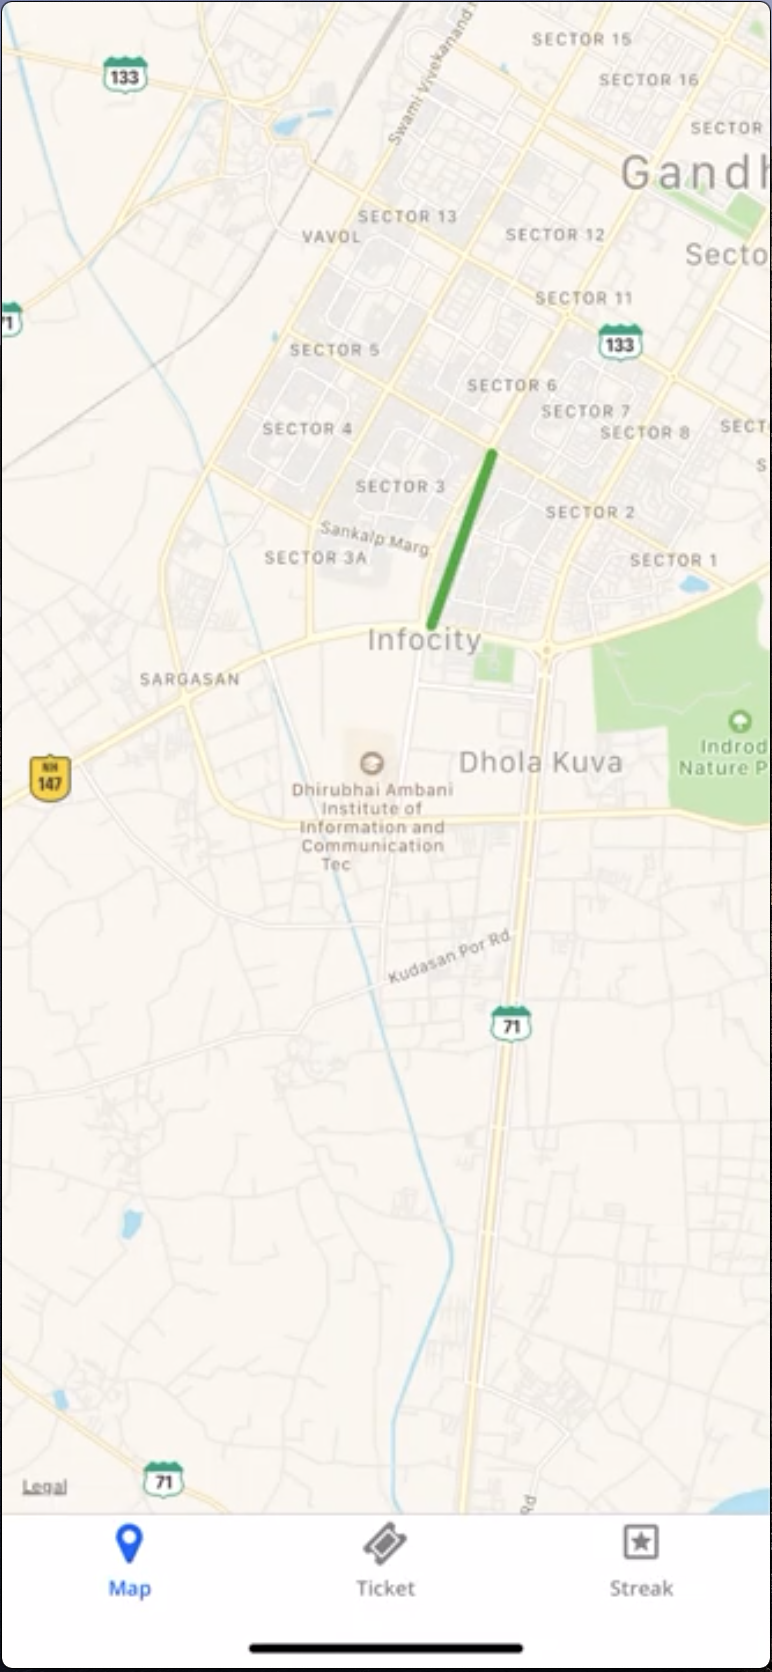 SECTOR 15
133
SECTOR 16
Swami Vivekanand
SECTOR
Gandh
SECTOR 13
VAVOL
SECTOR 12
Secto
SECTOR 11
71
133
SECTOR 5
SECTOR 6
SECTOR 7
SECTOR 4
SECTOR 8
SECT
S
SECTOR 3
SECTOR 2
Sankalp Marg
SECTOR 3A
SECTOR 1
Infocity
SARGASAN
Indrod
Nature P
NH
147
Dhola Kuva
Dhirubhai Ambani
Institute of
Information and
Communication
Tec
Kudasan Por Rd
71
71
Legal
Rd
Map
Ticket
Streak